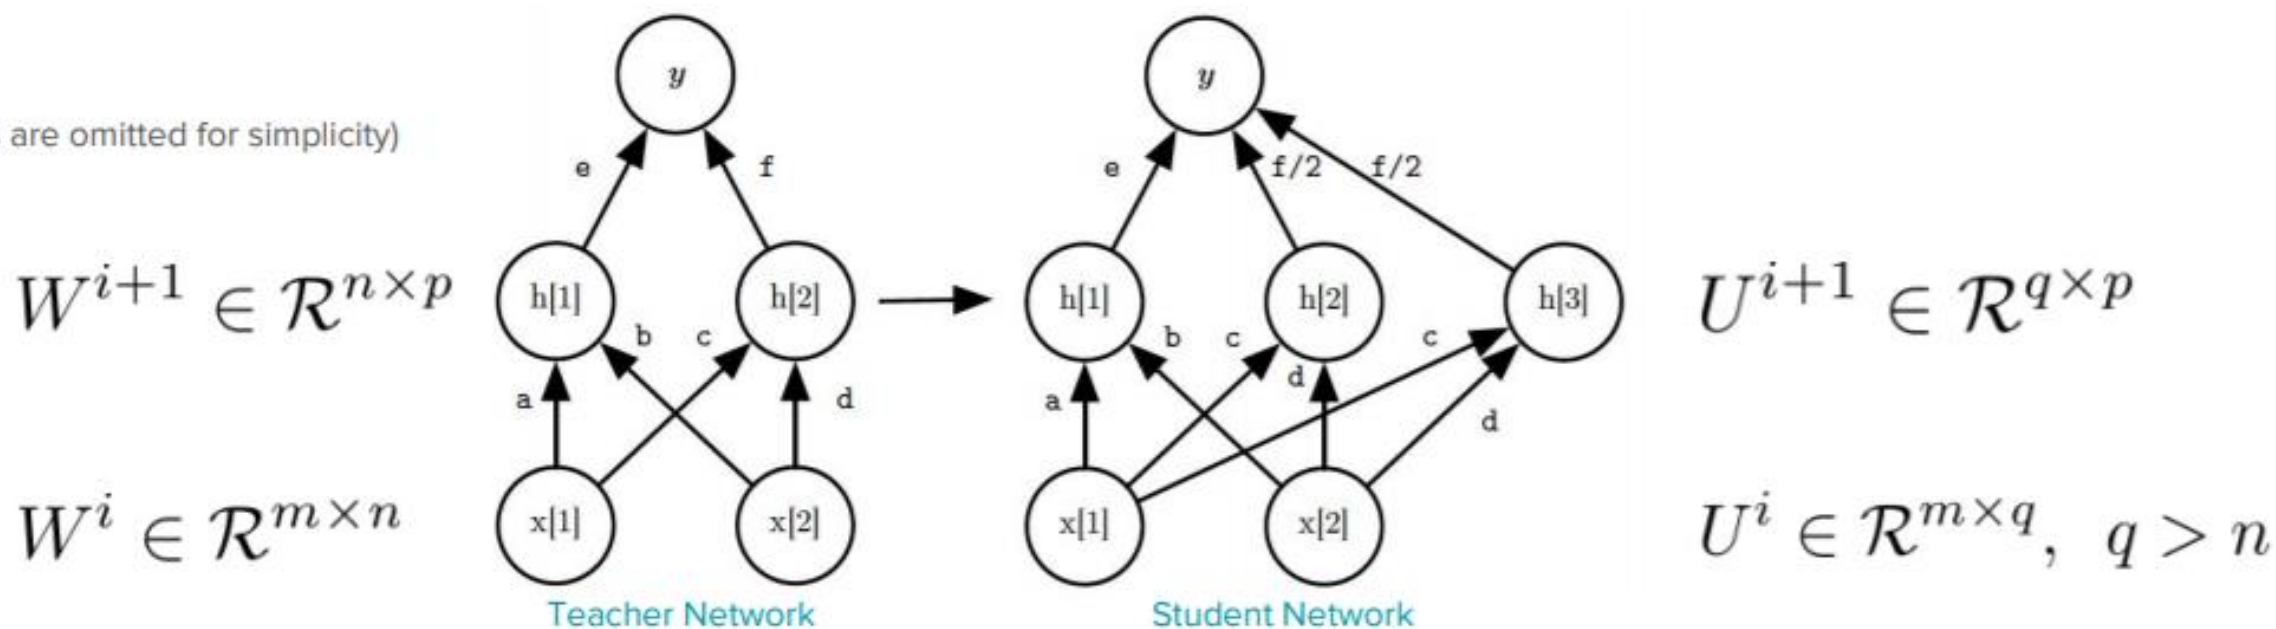 are omitted for simplicity)
y
e
f
W^{i+1} ∈ R^{n×p}
h[1]
h[2]
b
c
a
d
W^i ∈ R^{m×n}
x[1]
x[2]
Teacher Network
y
e
f/2
f/2
h[1]
h[2]
h[3]
b
c
c
a
d
d
x[1]
x[2]
Student Network
U^{i+1} ∈ R^{q×p}
U^i ∈ R^{m×q}, q > n